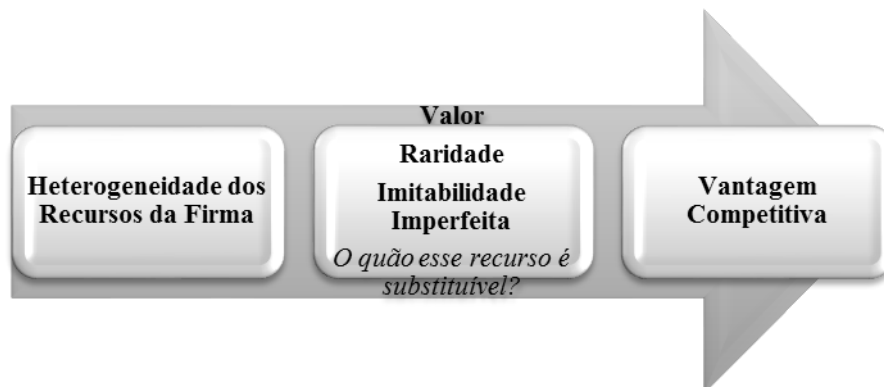 Heterogeneidade dos
Recursos da Firma
Valor
Raridade
Imitabilidade
Imperfeita
O quão esse recurso é
substituível?
Vantagem
Competitiva